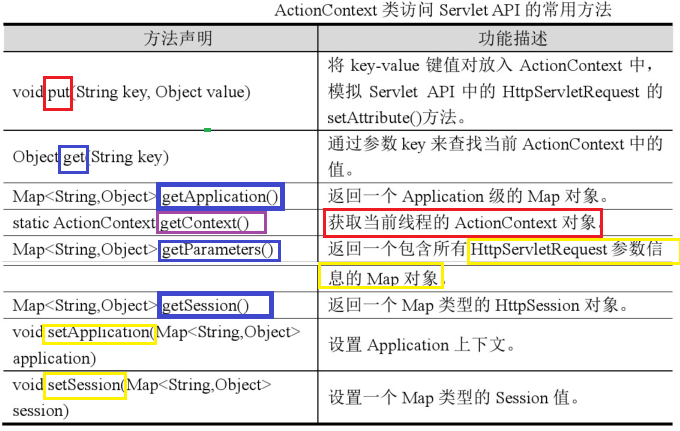 ActionContext 类访问 Servlet API 的常用方法
方法声明 功能描述
void put(String key, Object value)
将 key-value 键值对放入 ActionContext 中，
模拟 Servlet API 中的 HttpServletRequest 的
setAttribute()方法。
Object get(String key)
通过参数 key 来查找当前 ActionContext 中的
值。
Map<String,Object> getApplication() 返回一个 Application 级的 Map 对象。
static ActionContext getContext() 获取当前线程的 ActionContext 对象。
Map<String,Object> getParameters() 返回一个包含所有 HttpServletRequest 参数信
息的 Map 对象。
Map<String,Object> getSession() 返回一个 Map 类型的 HttpSession 对象。
void setApplication(Map<String,Object>
application)
设置 Application 上下文。
void setSession(Map<String,Object>
session)
设置一个 Map 类型的 Session 值。